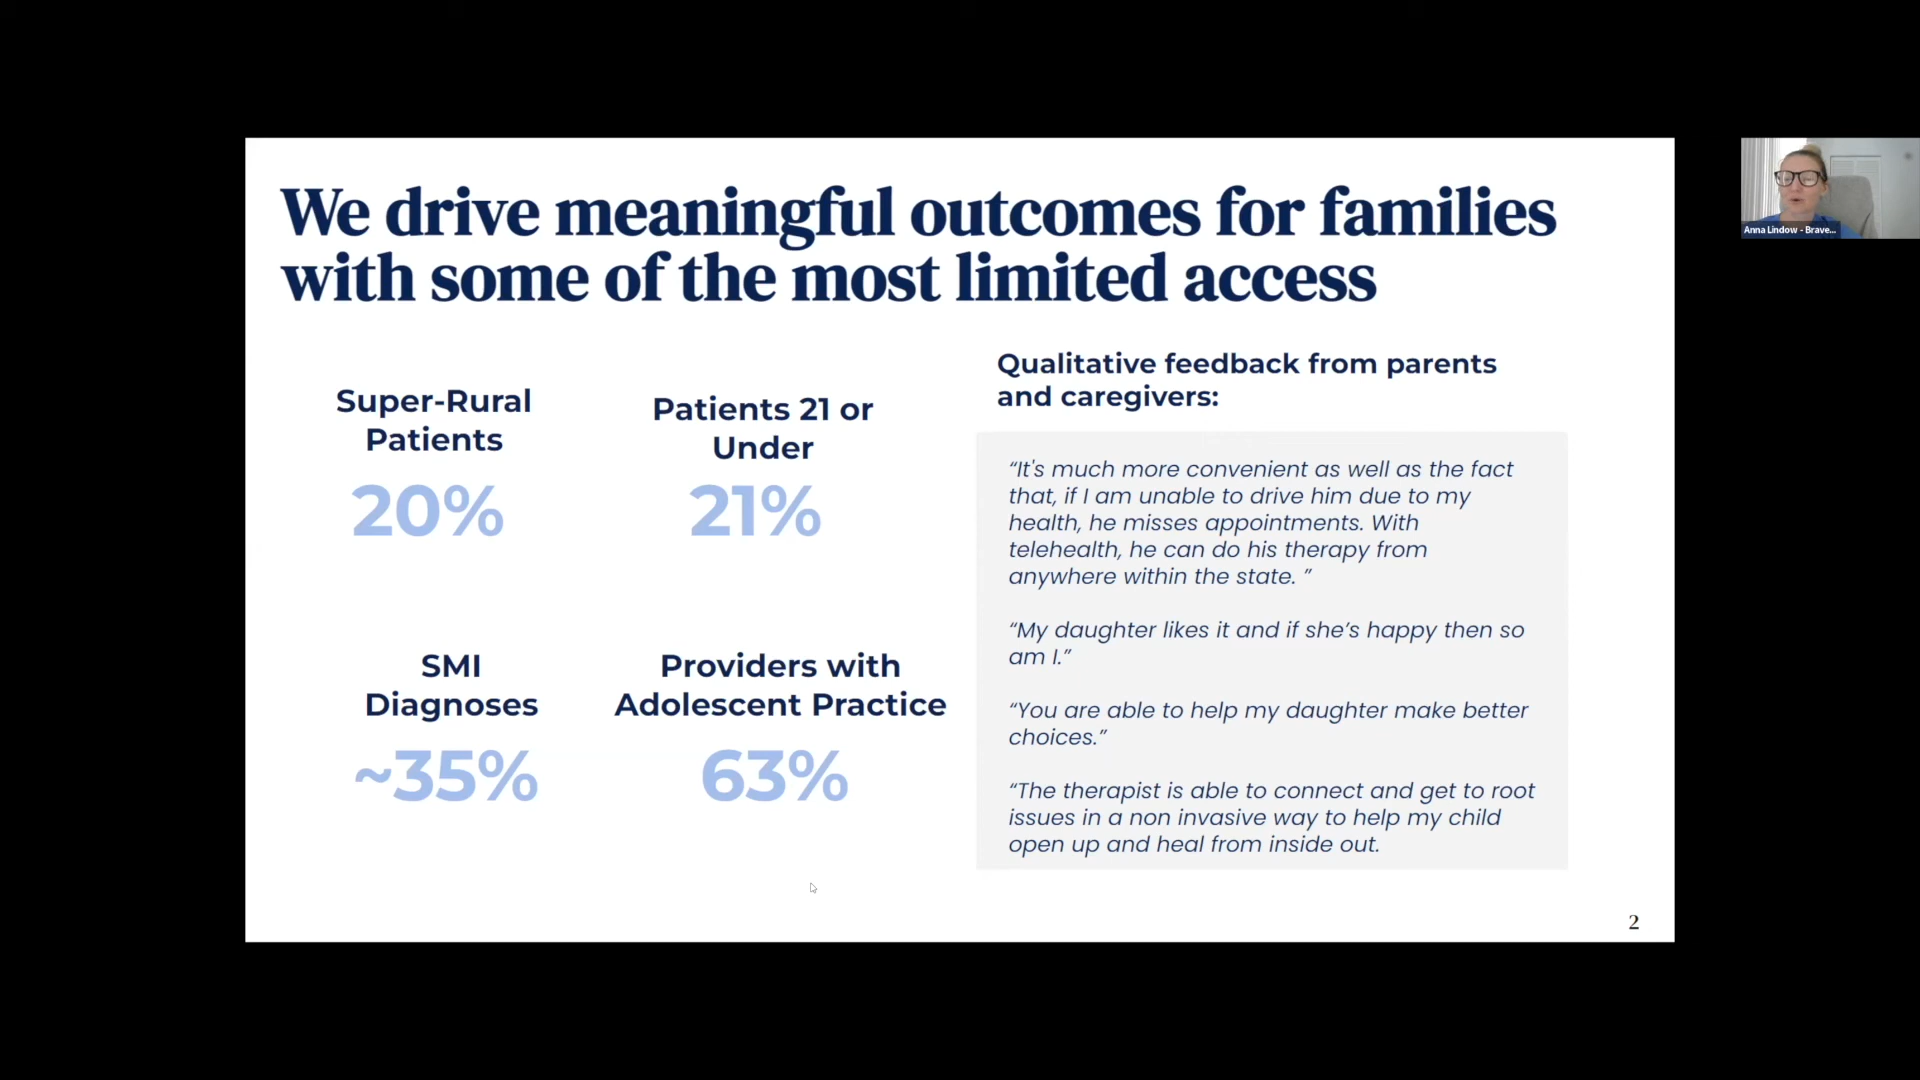 We drive meaningful outcomes for families
with some of the most limited access
Super-Rural
Patients
20%
Patients 21 or
Under
21%
SMI
Diagnoses
~35%
Providers with
Adolescent Practice
63%
Qualitative feedback from parents
and caregivers:
“It's much more convenient as well as the fact
that, if I am unable to drive him due to my
health, he misses appointments. With
telehealth, he can do his therapy from
anywhere within the state. ”
“My daughter likes it and if she’s happy then so
am I.”
“You are able to help my daughter make better
choices.”
“The therapist is able to connect and get to root
issues in a non invasive way to help my child
open up and heal from inside out.
2
Anna Lindow - Brave...